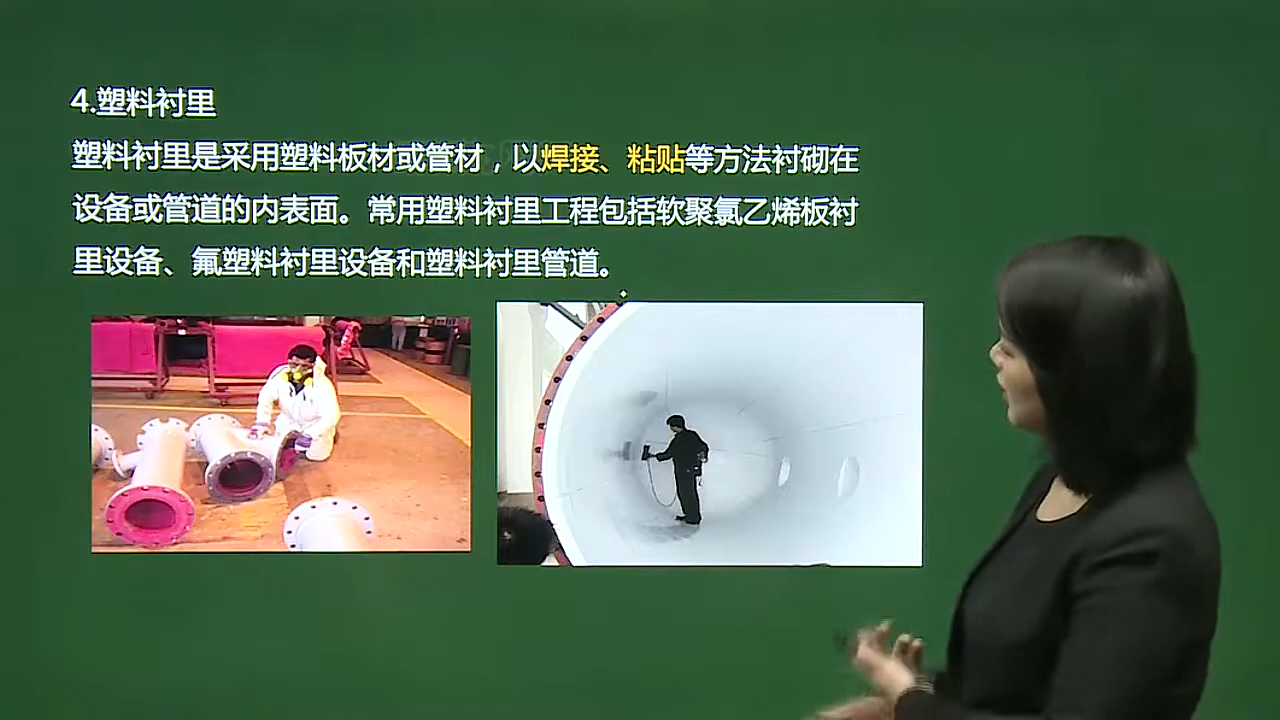 4.塑料衬里
塑料衬里是采用塑料板材或管材，以焊接、粘贴等方法衬砌在
设备或管道的内表面。常用塑料衬里工程包括软聚氯乙烯板衬
里设备、氟塑料衬里设备和塑料衬里管道。